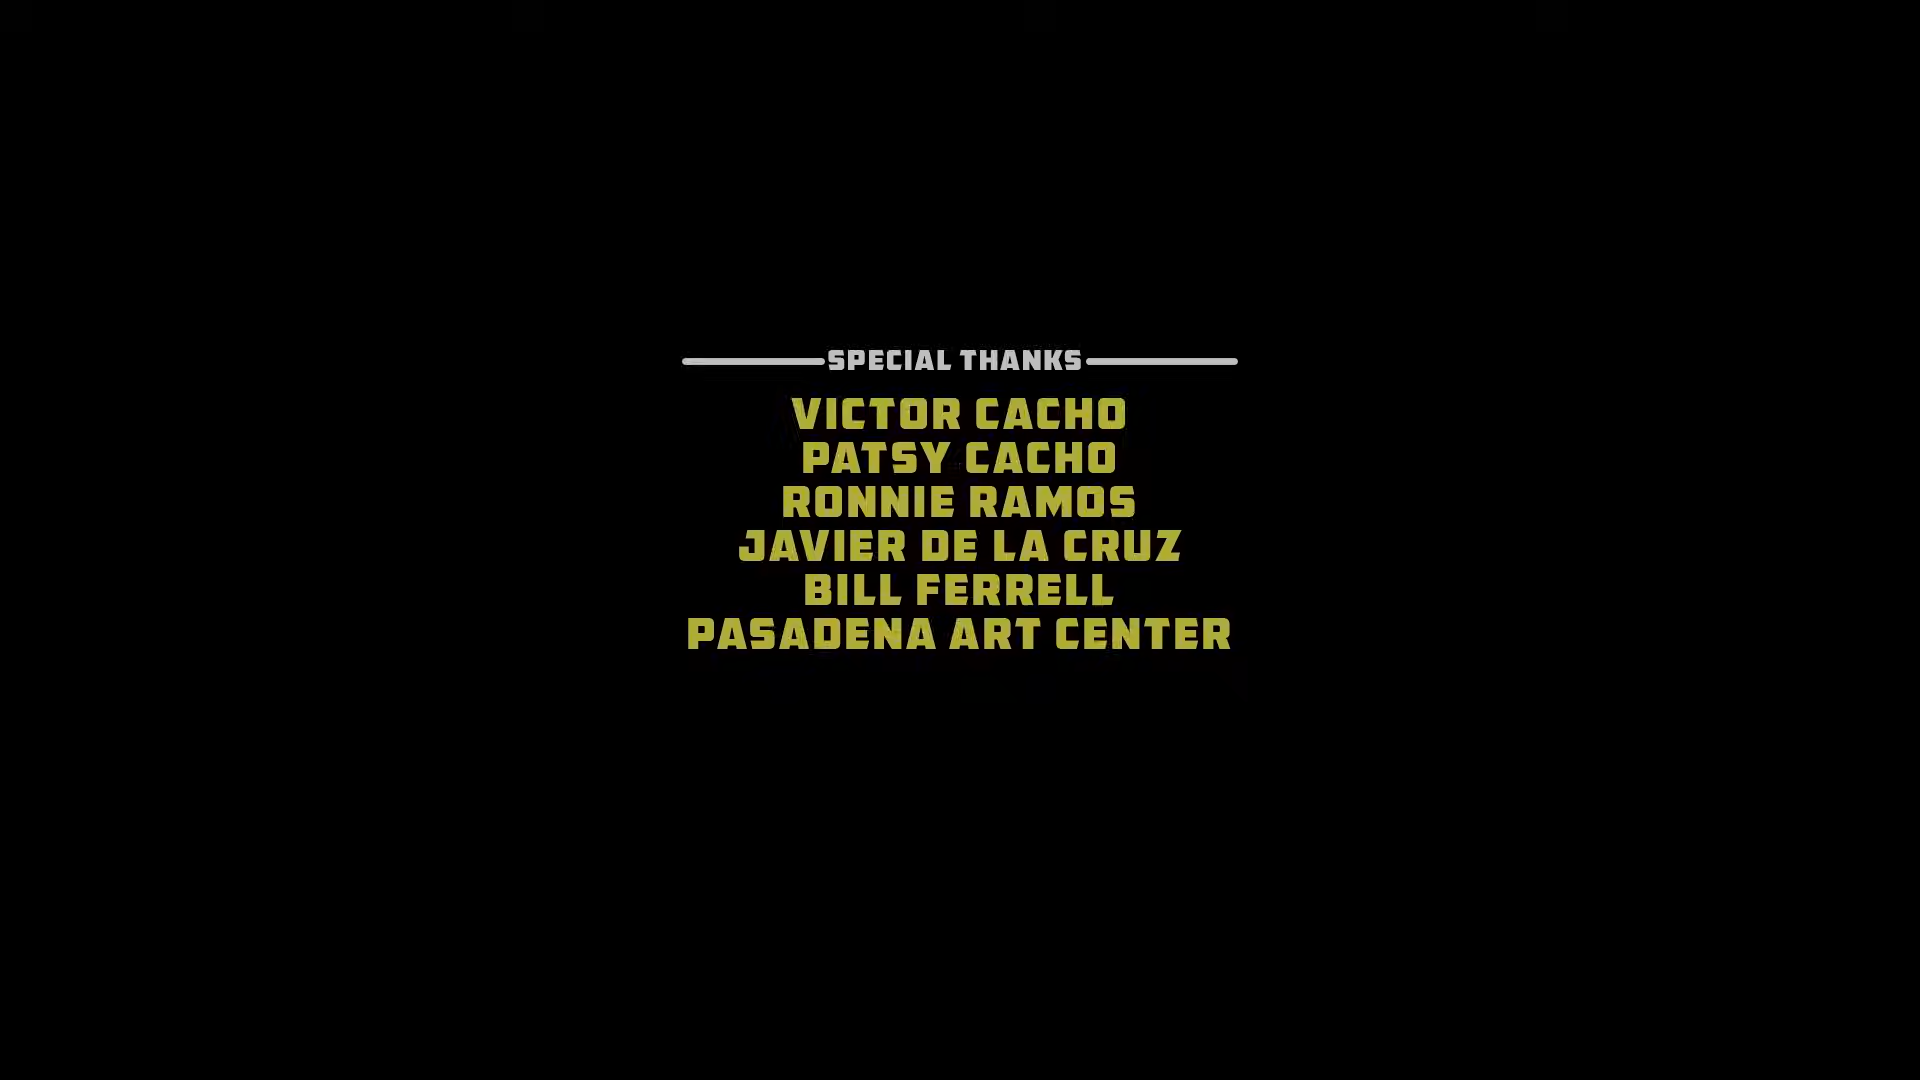 SPECIAL THANKS
VICTOR CACHO
PATSY CACHO
RONNIE RAMOS
JAVIER DE LA CRUZ
BILL FERRELL
PASADENA ART CENTER